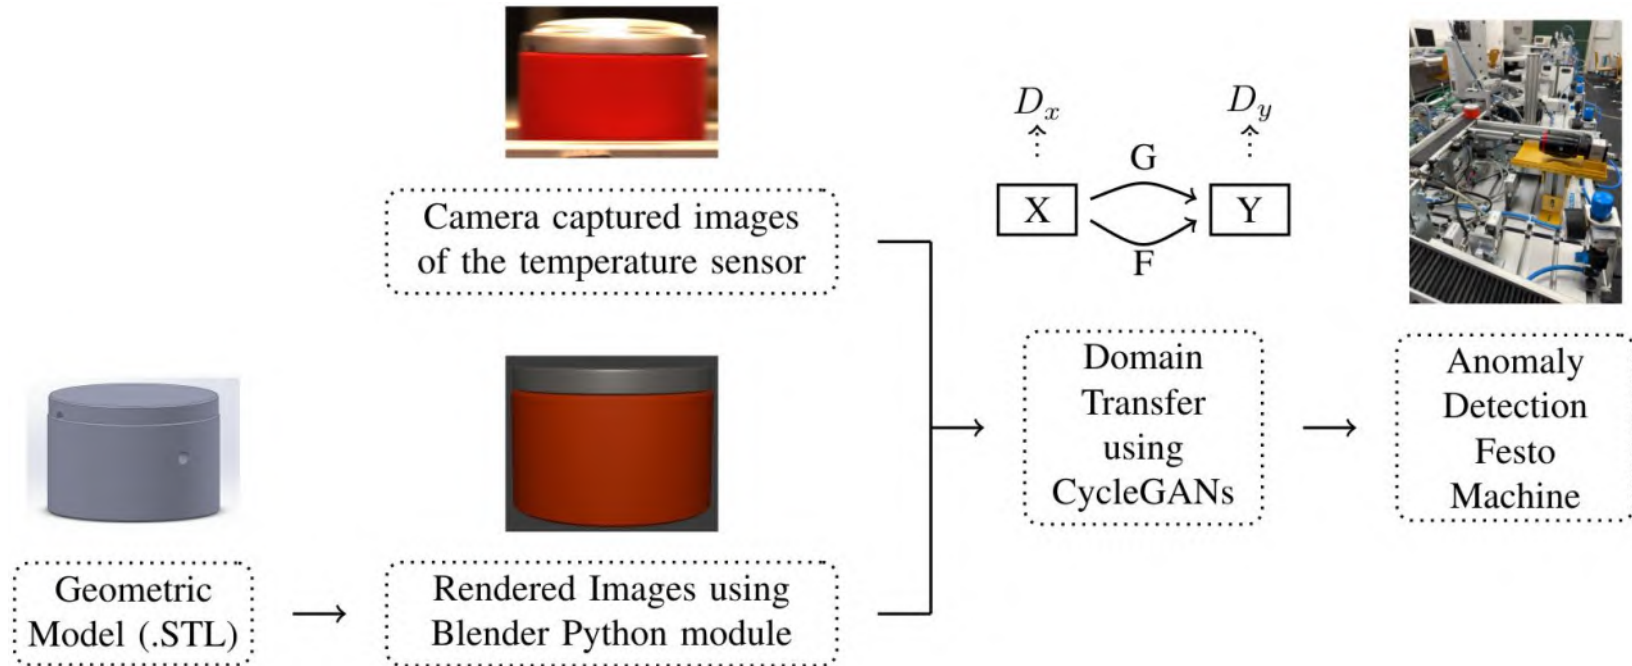 D_x
D_y
G
X
Y
F
Camera captured images
of the temperature sensor
Domain
Transfer
using
CycleGANs
Anomaly
Detection
Festo
Machine
Geometric
Model (.STL)
Rendered Images using
Blender Python module